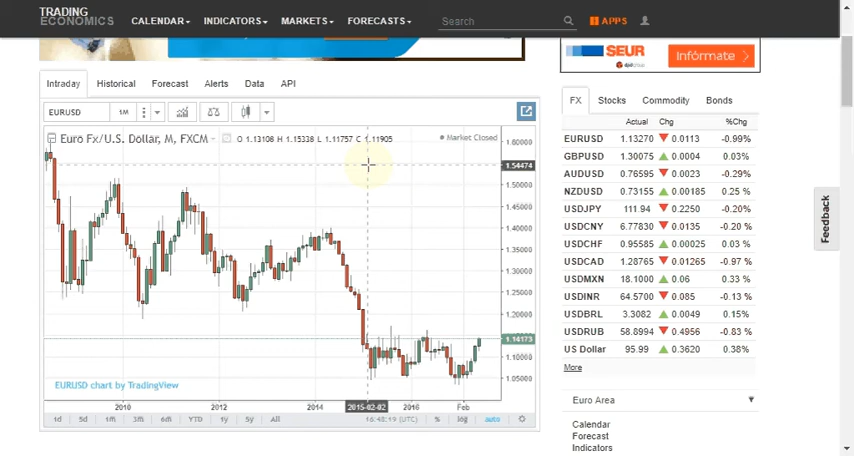 TRADING
ECONOMICS
CALENDAR INDICATORS MARKETS FORECASTS Search APPS
SEUR
Infórmate
Intraday Historical Forecast Alerts Data API
EURUSD 1M
Euro Fx/U.S. Dollar, M, FXCM O 1.13108 H 1.15338 L 1.11757 C 1.11905 Market Closed
1.60000
1.54474
1.50000
1.45000
1.40000
1.35000
1.30000
1.25000
1.20000
1.14173
1.10000
1.05000
EURUSD chart by TradingView
2010 2012 2014 2015-02-02 2016 Feb
1d 5d 1m 3m 6m YTD 1y 5y All 16:48:19 (UTC) % log auto
FX Stocks Commodity Bonds
Actual Chg %Chg
EURUSD 1.13270 0.0113 -0.99%
GBPUSD 1.30075 0.0004 0.03%
AUDUSD 0.76595 0.0023 -0.29%
NZDUSD 0.73155 0.00185 0.25 %
USDJPY 111.94 0.2250 -0.20%
USDCNY 6.77830 0.0135 -0.20 %
USDCHF 0.95585 0.00025 0.03 %
USDCAD 1.28765 0.01265 -0.97 %
USDMXN 18.1000 0.06 0.33 %
USDINR 64.5700 0.085 -0.13 %
USDBRL 3.3082 0.0049 0.15%
USDRUB 58.8994 0.4956 -0.83 %
US Dollar 95.99 0.3620 0.38%
More
Euro Area
Calendar
Forecast
Indicators
Feedback